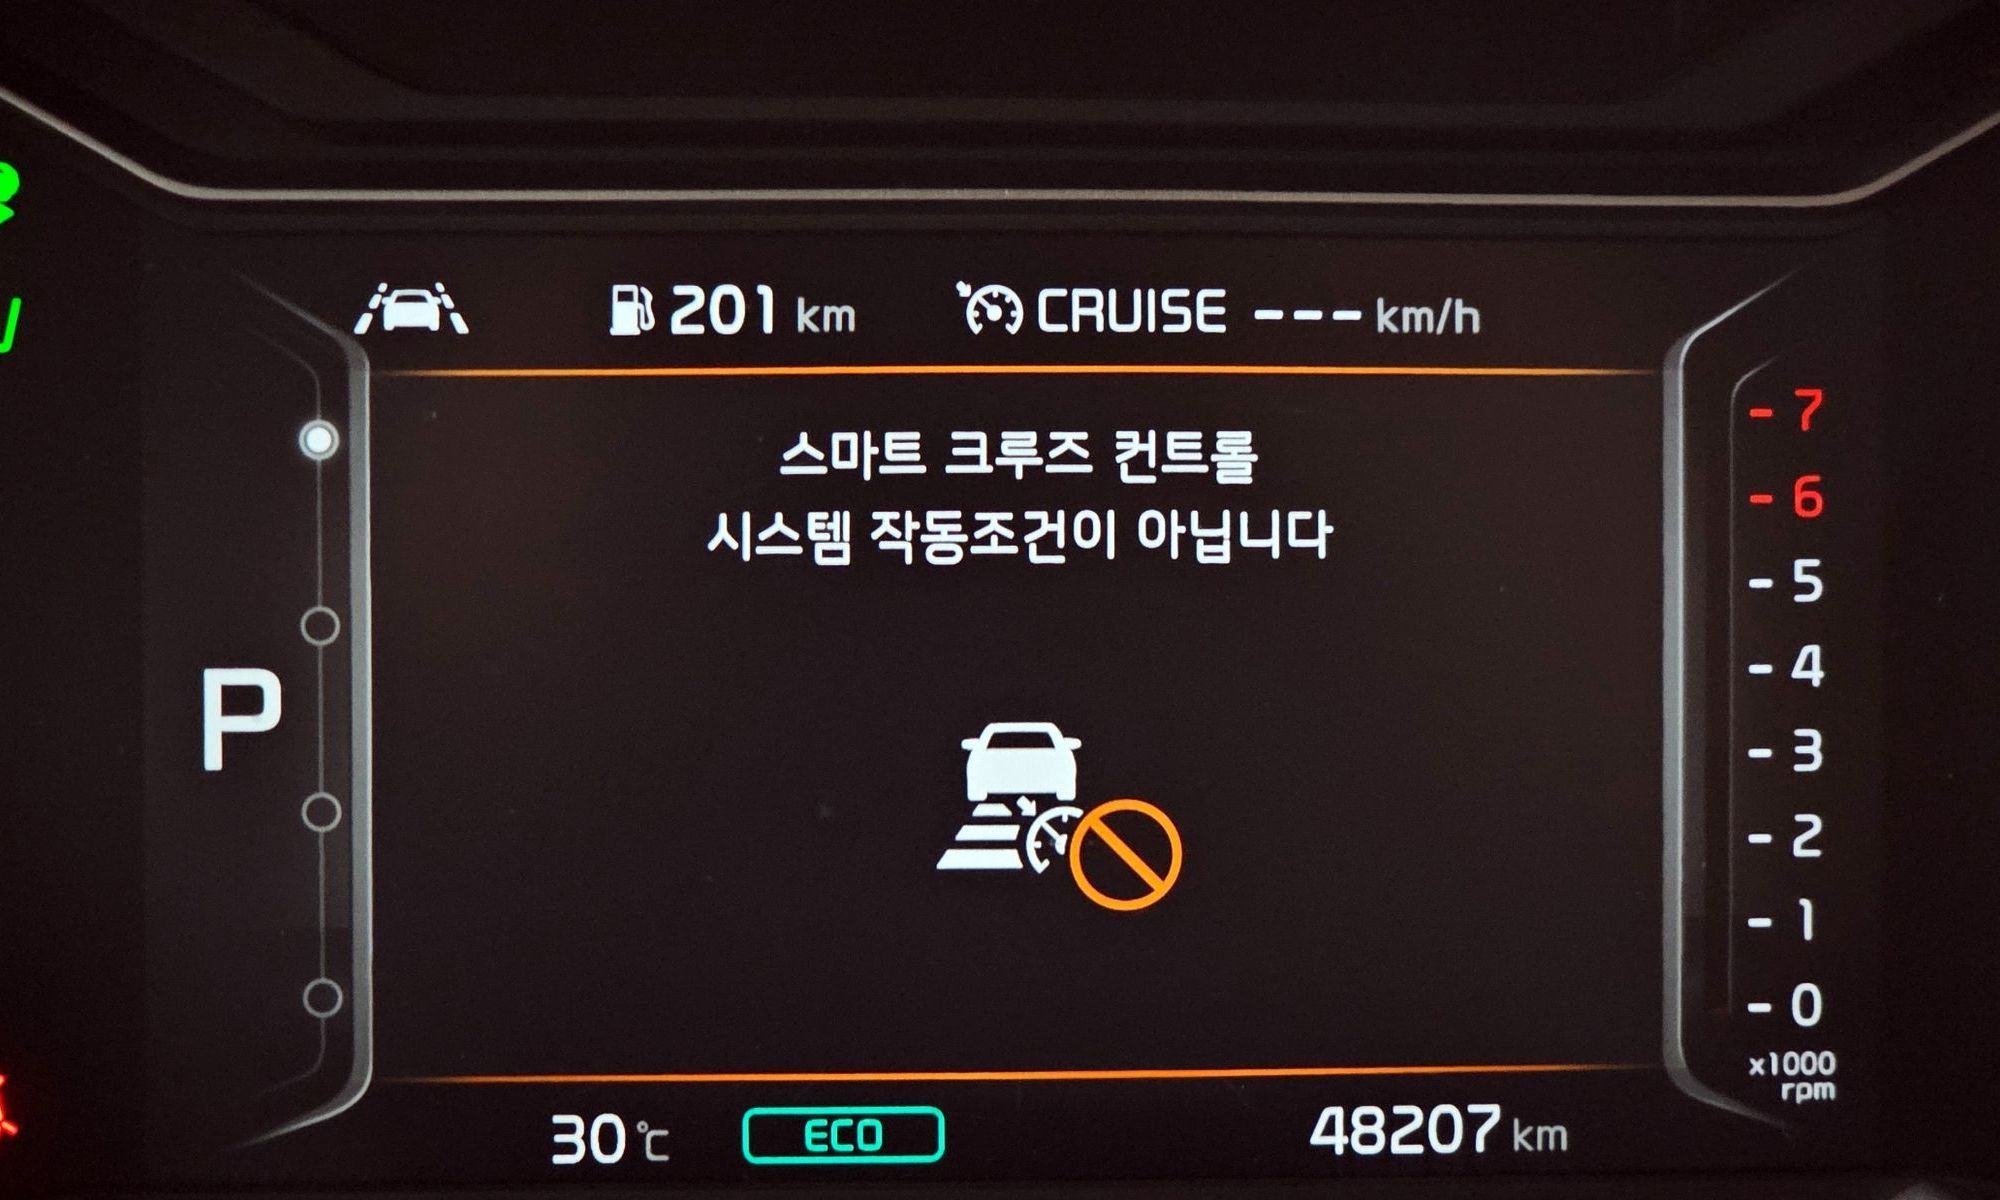 201 km
CRUISE ---km/h
스마트 크루즈 컨트롤
시스템 작동조건이 아닙니다
P
7
6
5
4
3
2
1
0
x1000
rpm
30 ℃
ECO
48207 km